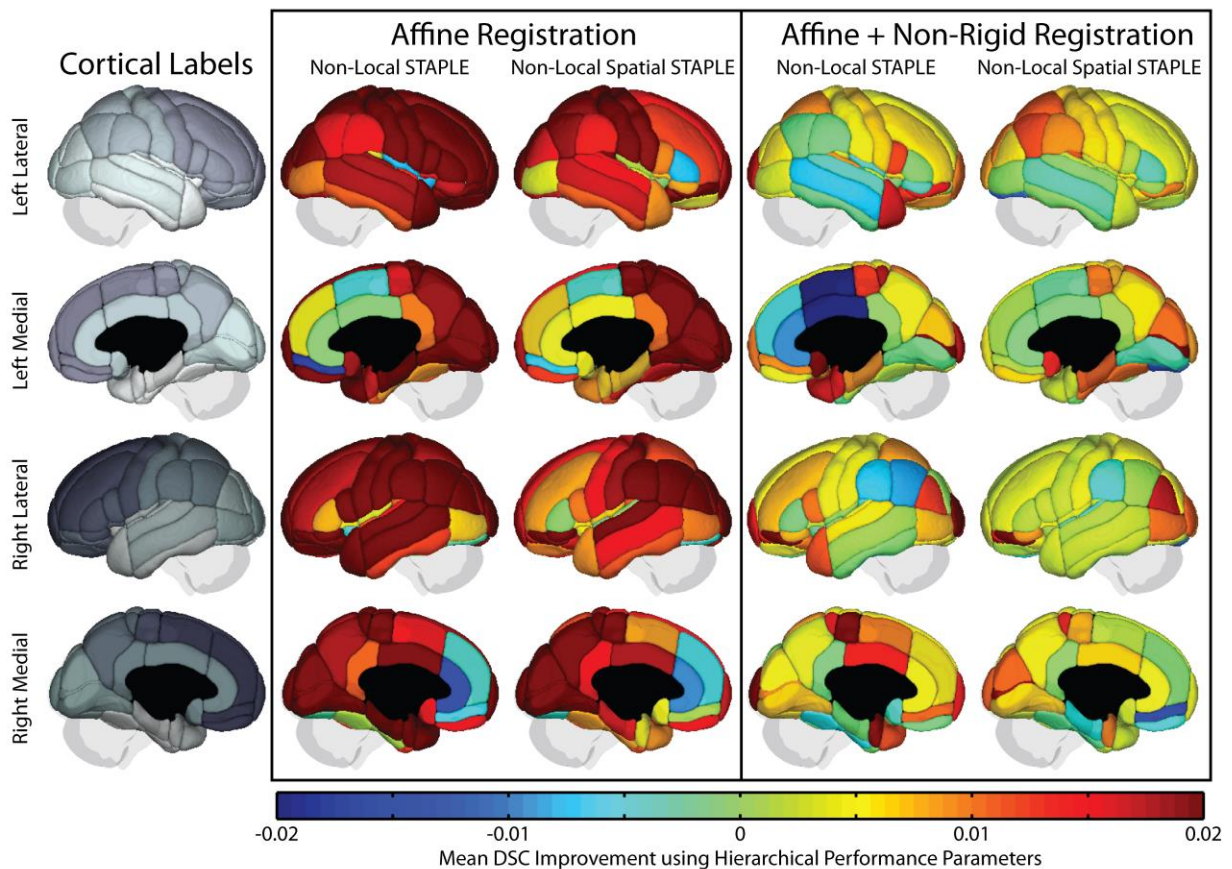 Affine Registration
Affine + Non-Rigid Registration
Cortical Labels
Non-Local STAPLE
Non-Local Spatial STAPLE
Non-Local STAPLE
Non-Local Spatial STAPLE
Left Lateral
Left Medial
Right Lateral
Right Medial
-0.02
-0.01
0
0.01
0.02
Mean DSC Improvement using Hierarchical Performance Parameters